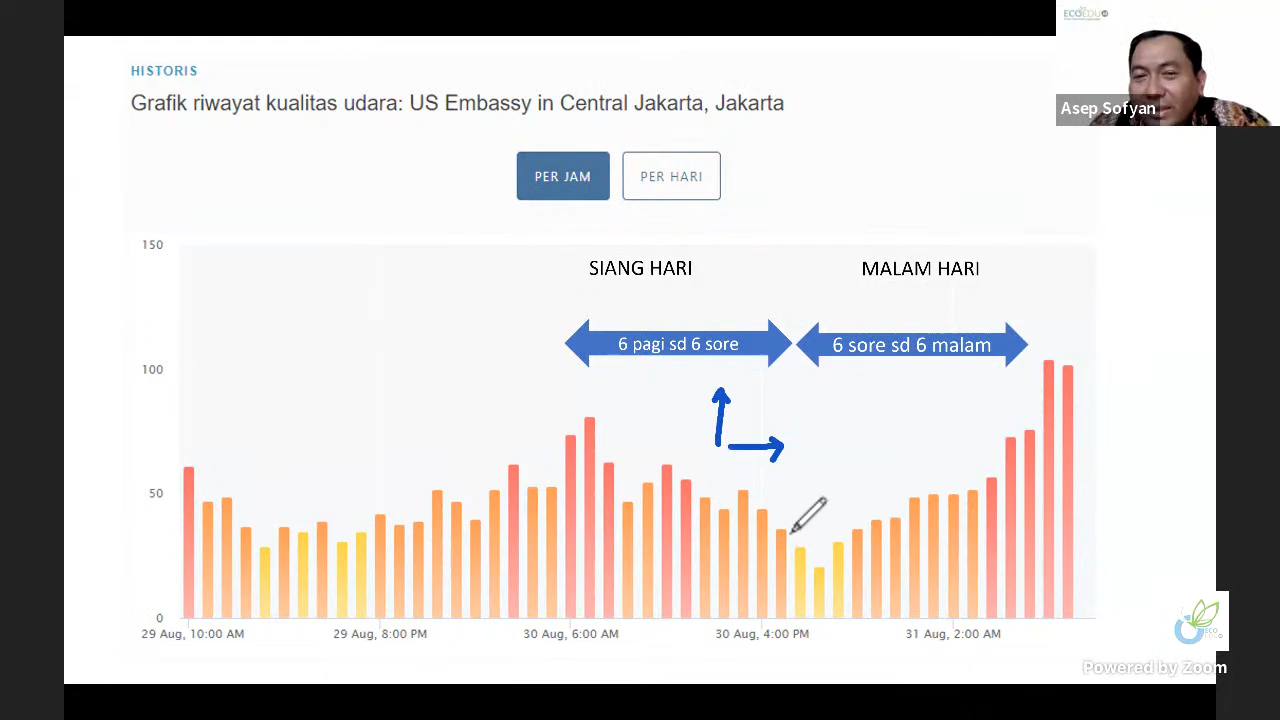 HISTORIS
Grafik riwayat kualitas udara: US Embassy in Central Jakarta, Jakarta
ECOEDU
Asep Sofyan
PER JAM
PER HARI
150
SIANG HARI
MALAM HARI
6 pagi sd 6 sore
6 sore sd 6 malam
100
50
0
29 Aug, 10:00 AM
29 Aug, 8:00 PM
30 Aug, 6:00 AM
30 Aug, 4:00 PM
31 Aug, 2:00 AM
ECO
Powered by Zoom